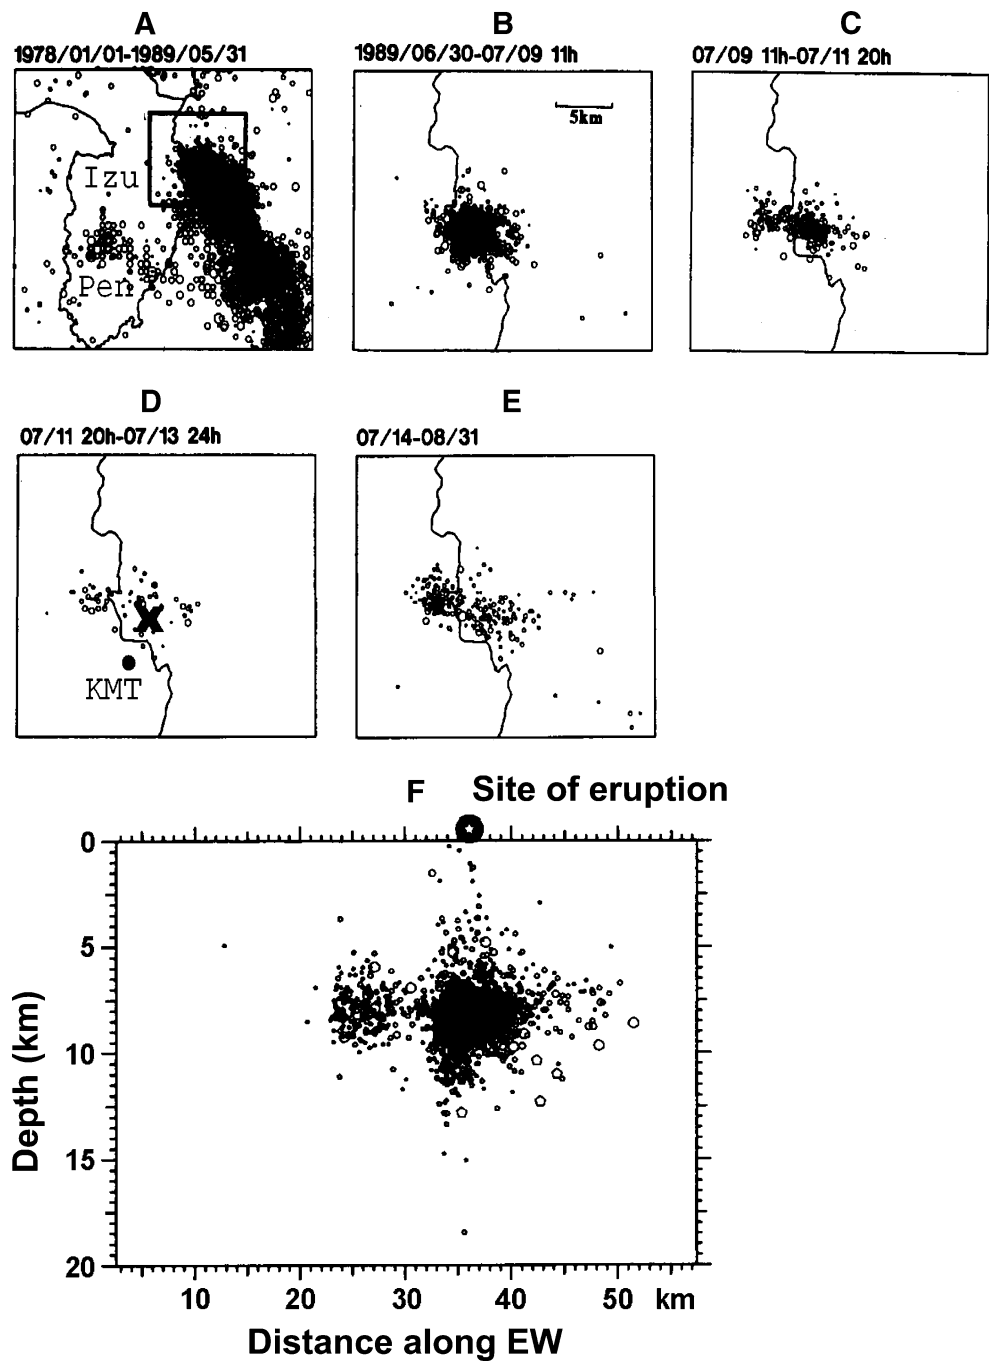 A
B
C
1978/01/01-1989/05/31
1989/06/30-07/09 11h
07/09 11h-07/11 20h
5km
Izu
Pen
D
E
07/11 20h-07/13 24h
07/14-08/31
X
KMT
F
Site of eruption
0
5
10
15
20
Depth (km)
10
20
30
40
50
km
Distance along EW